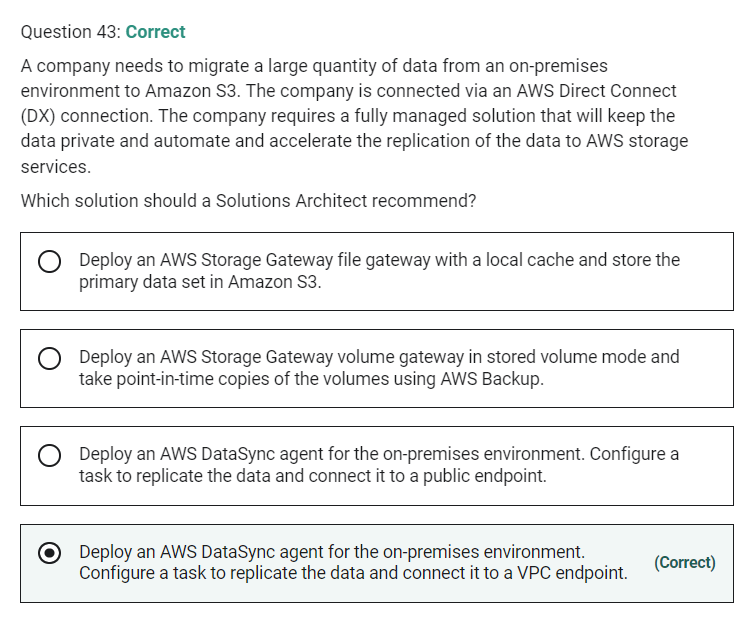 Question 43: Correct
A company needs to migrate a large quantity of data from an on-premises
environment to Amazon S3. The company is connected via an AWS Direct Connect
(DX) connection. The company requires a fully managed solution that will keep the
data private and automate and accelerate the replication of the data to AWS storage
services.
Which solution should a Solutions Architect recommend?
Deploy an AWS Storage Gateway file gateway with a local cache and store the
primary data set in Amazon S3.
Deploy an AWS Storage Gateway volume gateway in stored volume mode and
take point-in-time copies of the volumes using AWS Backup.
Deploy an AWS DataSync agent for the on-premises environment. Configure a
task to replicate the data and connect it to a public endpoint.
Deploy an AWS DataSync agent for the on-premises environment.
Configure a task to replicate the data and connect it to a VPC endpoint.
(Correct)